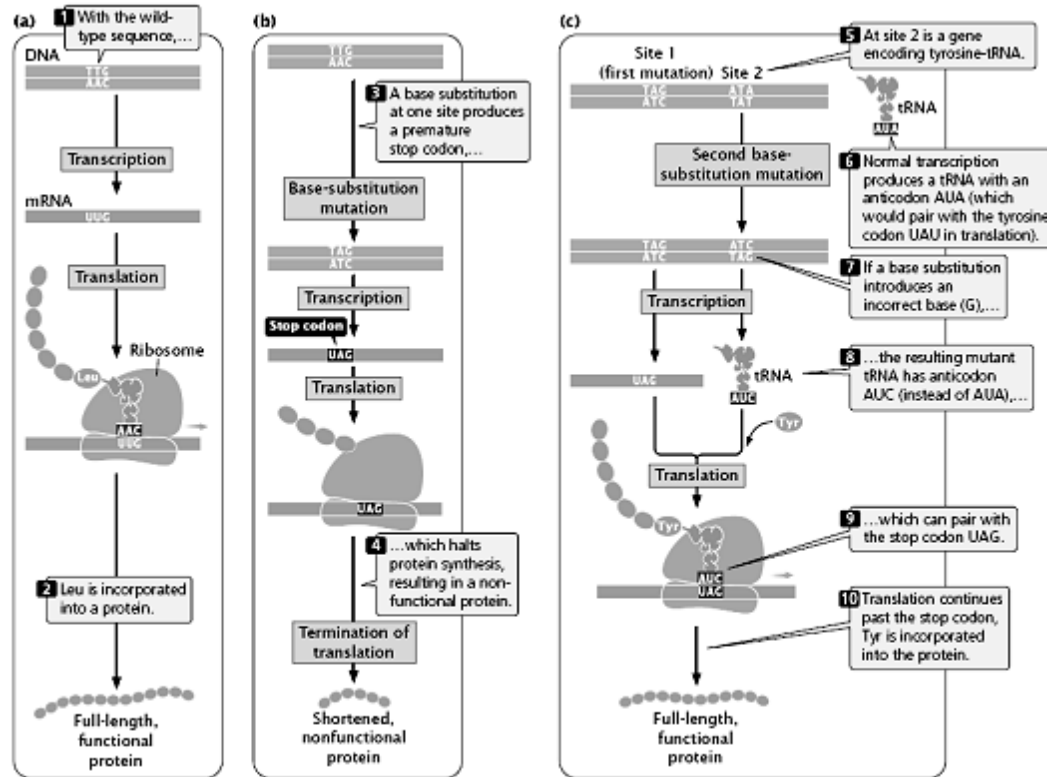 (a)
1 With the wild-
type sequence,...
DNA
TTG
AAC
Transcription
mRNA
UUG
Translation
Ribosome
Leu
AAC
UUG
2 Leu is incorporated
into a protein.
Full-length,
functional
protein
(b)
TTG
AAC
3 A base substitution
at one site produces
a premature
stop codon,...
Base-substitution
mutation
TAG
ATC
Transcription
Stop codon
UAG
Translation
UAG
4 ...which halts
protein synthesis,
resulting in a non-
functional protein.
Termination of
translation
Shortened,
nonfunctional
protein
(c)
5 At site 2 is a gene
encoding tyrosine-tRNA.
Site 1
(first mutation) Site 2
TAG ATA
ATC TAT
tRNA
AUA
Second base-
substitution mutation
6 Normal transcription
produces a tRNA with an
anticodon AUA (which
would pair with the tyrosine
codon UAU in translation).
TAG ATC
ATC TAG
7 If a base substitution
introduces an
incorrect base (G),...
Transcription
UAG
tRNA
AUC
8 ...the resulting mutant
tRNA has anticodon
AUC (instead of AUA),...
Tyr
Translation
Tyr
AUC
UAG
9 ...which can pair with
the stop codon UAG.
10 Translation continues
past the stop codon,
Tyr is incorporated
into the protein.
Full-length,
functional
protein